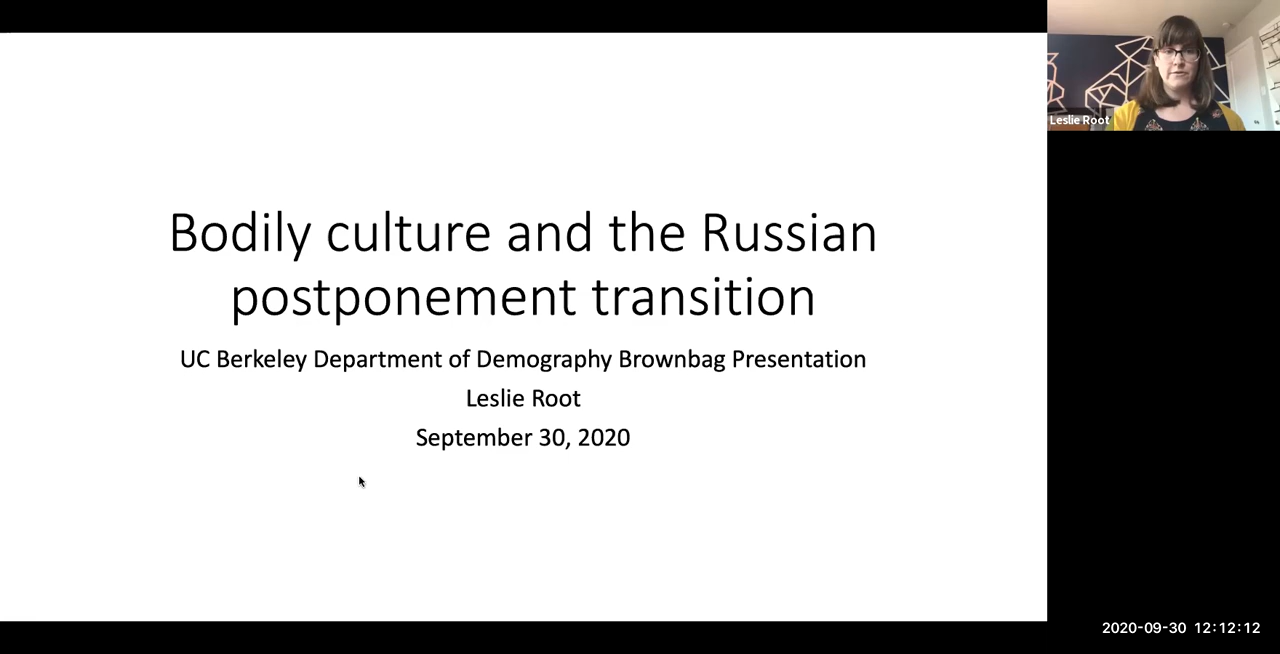 Bodily culture and the Russian
postponement transition
UC Berkeley Department of Demography Brownbag Presentation
Leslie Root
September 30, 2020
Leslie Root
2020-09-30 12:12:12